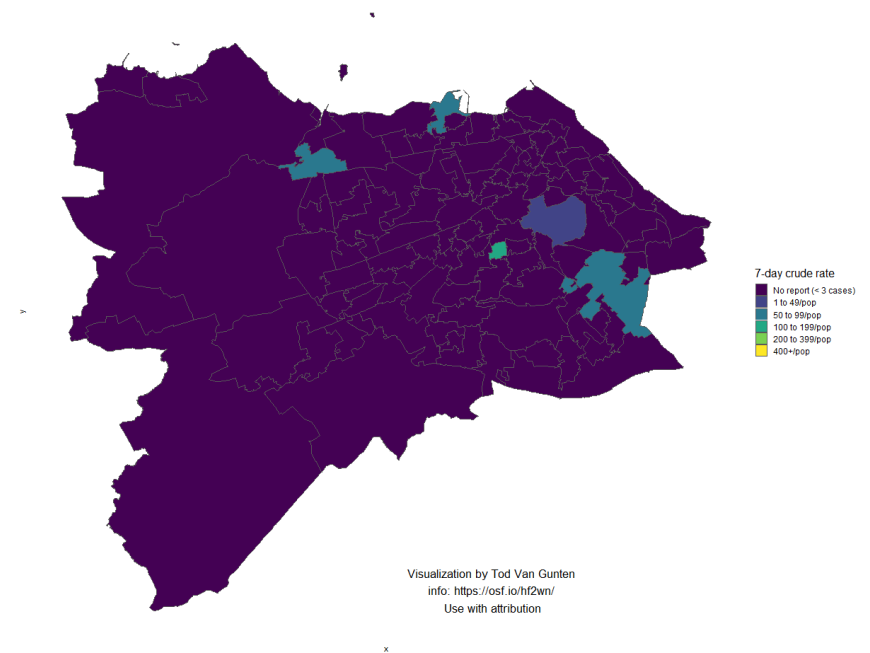 7-day crude rate
No report (< 3 cases)
1 to 49/pop
50 to 99/pop
100 to 199/pop
200 to 399/pop
400+/pop
y
Visualization by Tod Van Gunten
info: https://osf.io/hf2wn/
Use with attribution
x